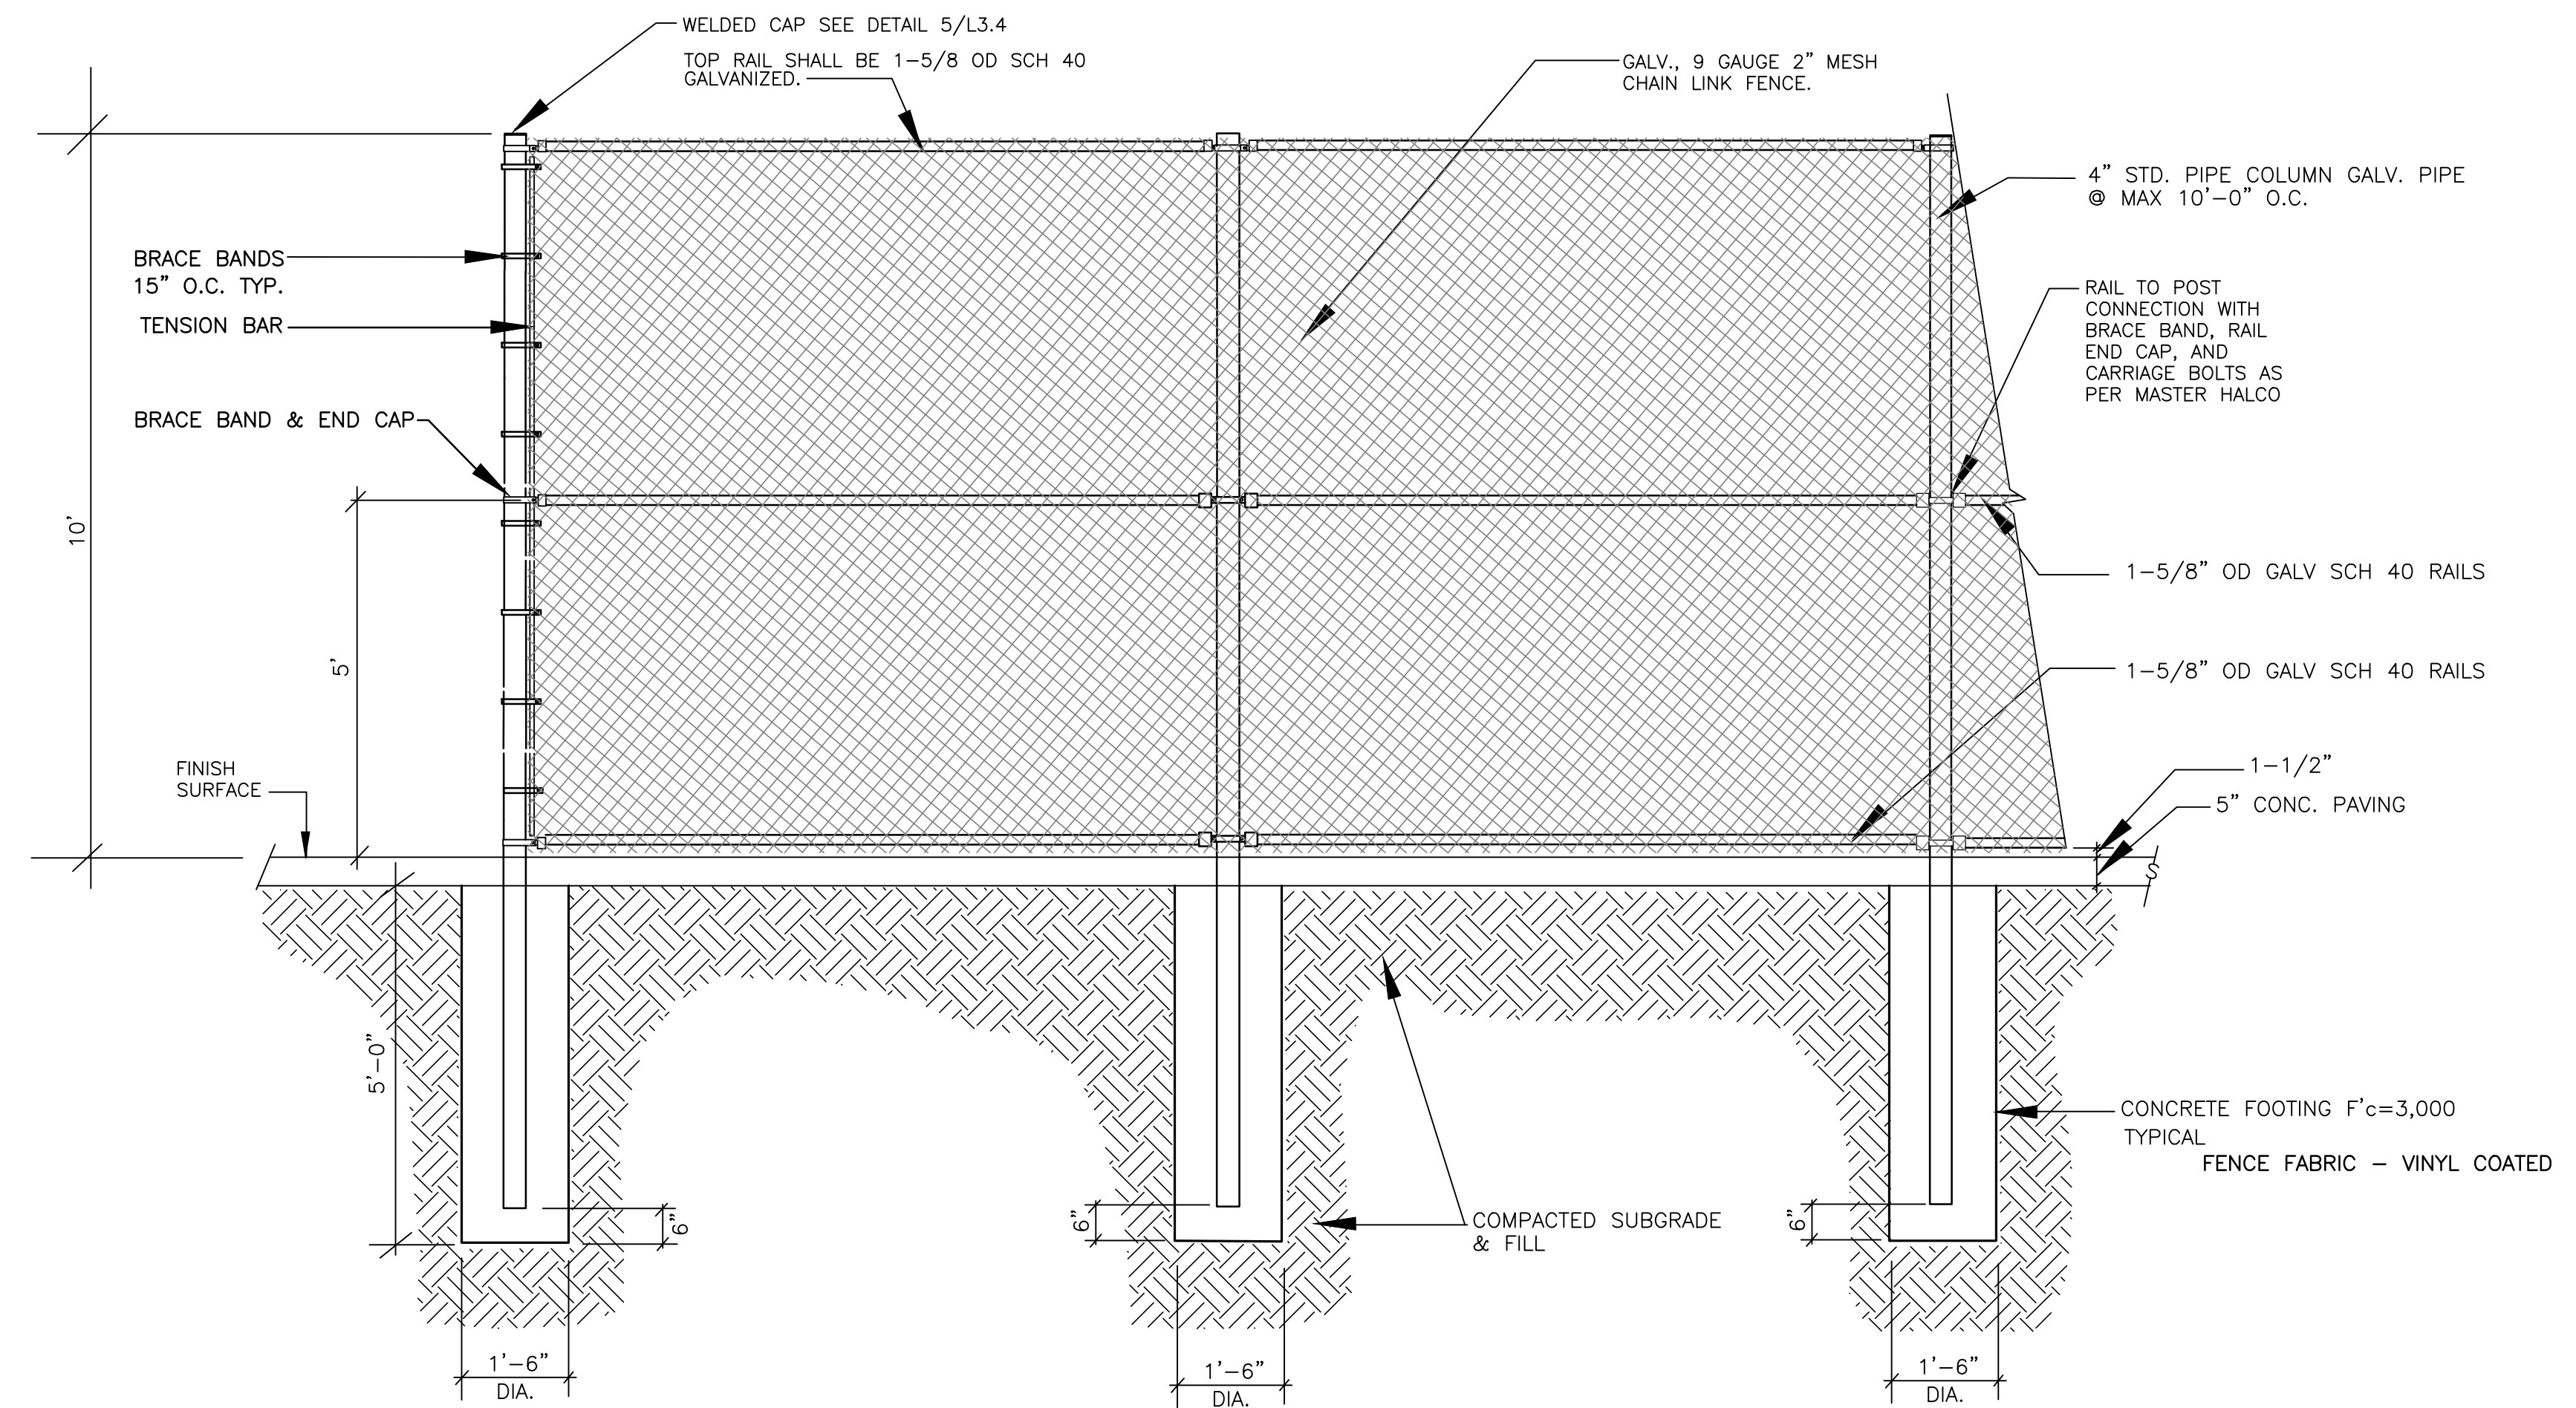 WELDED CAP SEE DETAIL 5/L3.4
TOP RAIL SHALL BE 1-5/8 OD SCH 40
GALVANIZED.
GALV., 9 GAUGE 2" MESH
CHAIN LINK FENCE.
4" STD. PIPE COLUMN GALV. PIPE
@ MAX 10'-0" O.C.
BRACE BANDS
15" O.C. TYP.
TENSION BAR
RAIL TO POST
CONNECTION WITH
BRACE BAND, RAIL
END CAP, AND
CARRIAGE BOLTS AS
PER MASTER HALCO
BRACE BAND & END CAP
10'
5'
1-5/8" OD GALV SCH 40 RAILS
1-5/8" OD GALV SCH 40 RAILS
FINISH
SURFACE
1-1/2"
5" CONC. PAVING
S
5'-0"
CONCRETE FOOTING F'c=3,000
TYPICAL
FENCE FABRIC - VINYL COATED
6"
6"
6"
COMPACTED SUBGRADE
& FILL
1'-6"
DIA.
1'-6"
DIA.
1'-6"
DIA.